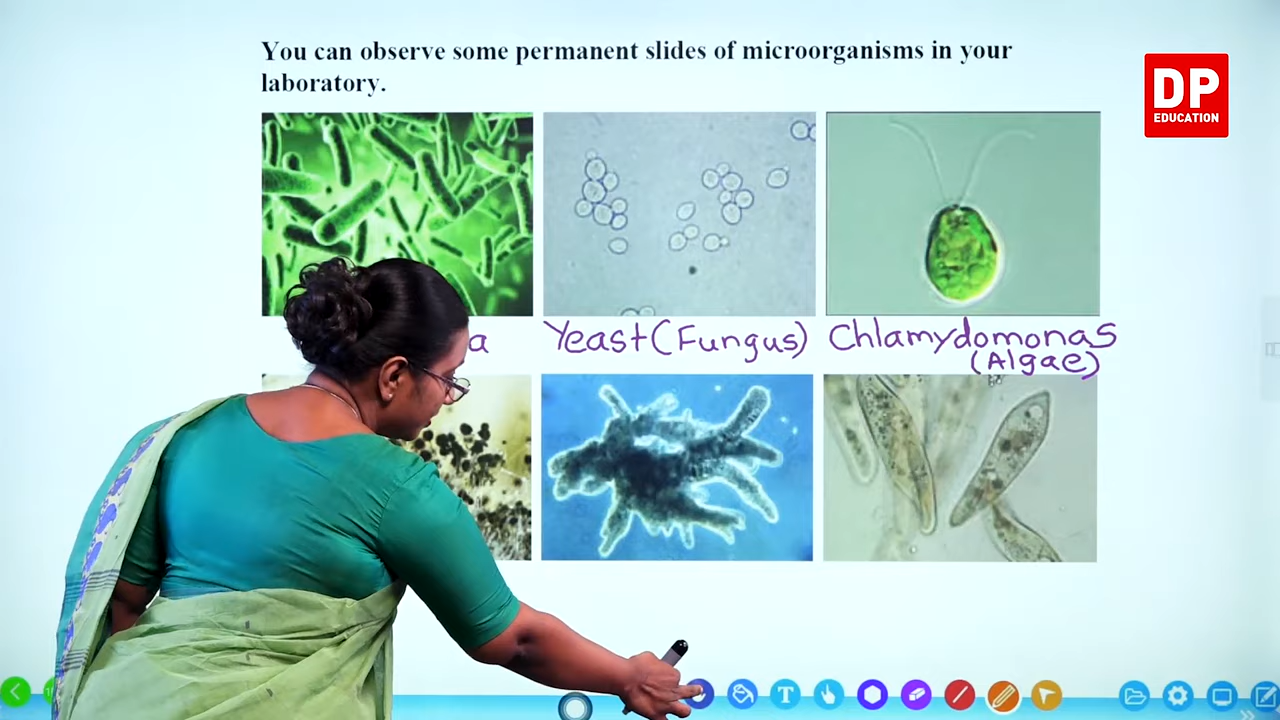 You can observe some permanent slides of microorganisms in your
laboratory.
DP
EDUCATION
Yeast (Fungus)
Chlamydomonas
(Algae)